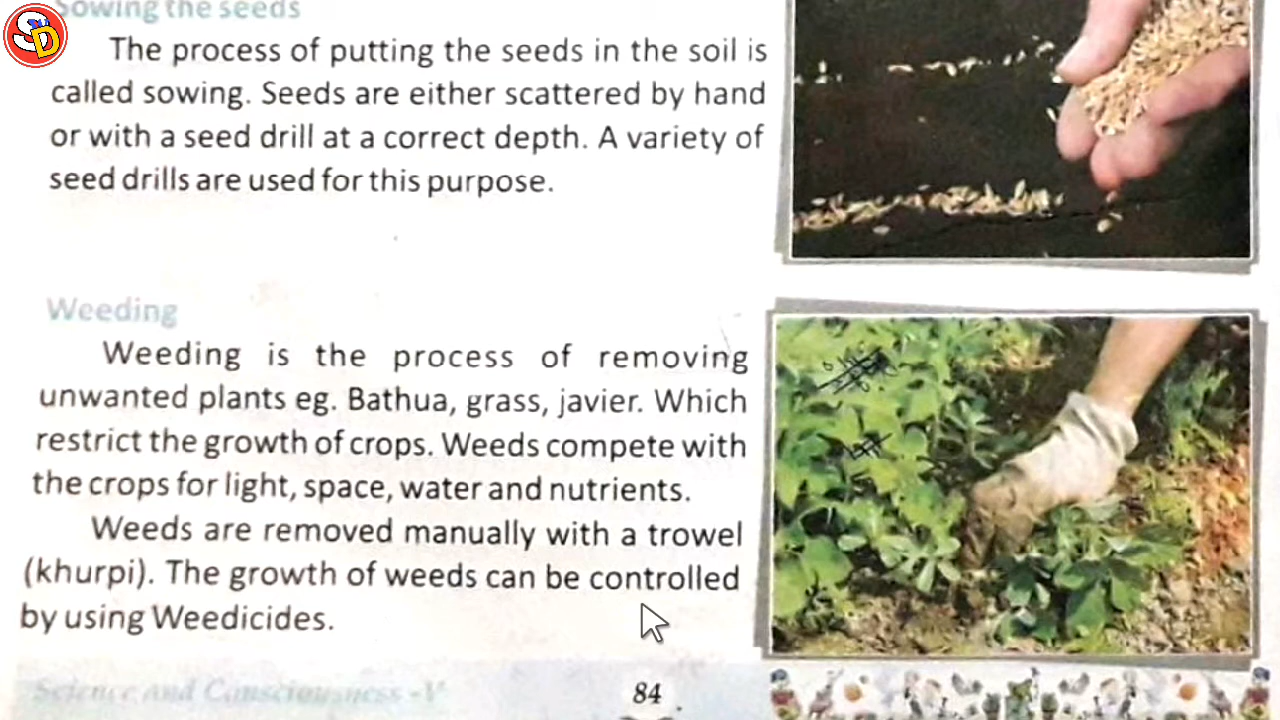 SD
Sowing the seeds
The process of putting the seeds in the soil is
called sowing. Seeds are either scattered by hand
or with a seed drill at a correct depth. A variety of
seed drills are used for this purpose.
Weeding
Weeding is the process of removing
unwanted plants eg. Bathua, grass, javier. Which
restrict the growth of crops. Weeds compete with
the crops for light, space, water and nutrients.
Weeds are removed manually with a trowel
(khurpi). The growth of weeds can be controlled
by using Weedicides.
Science and Consciousness -V
84